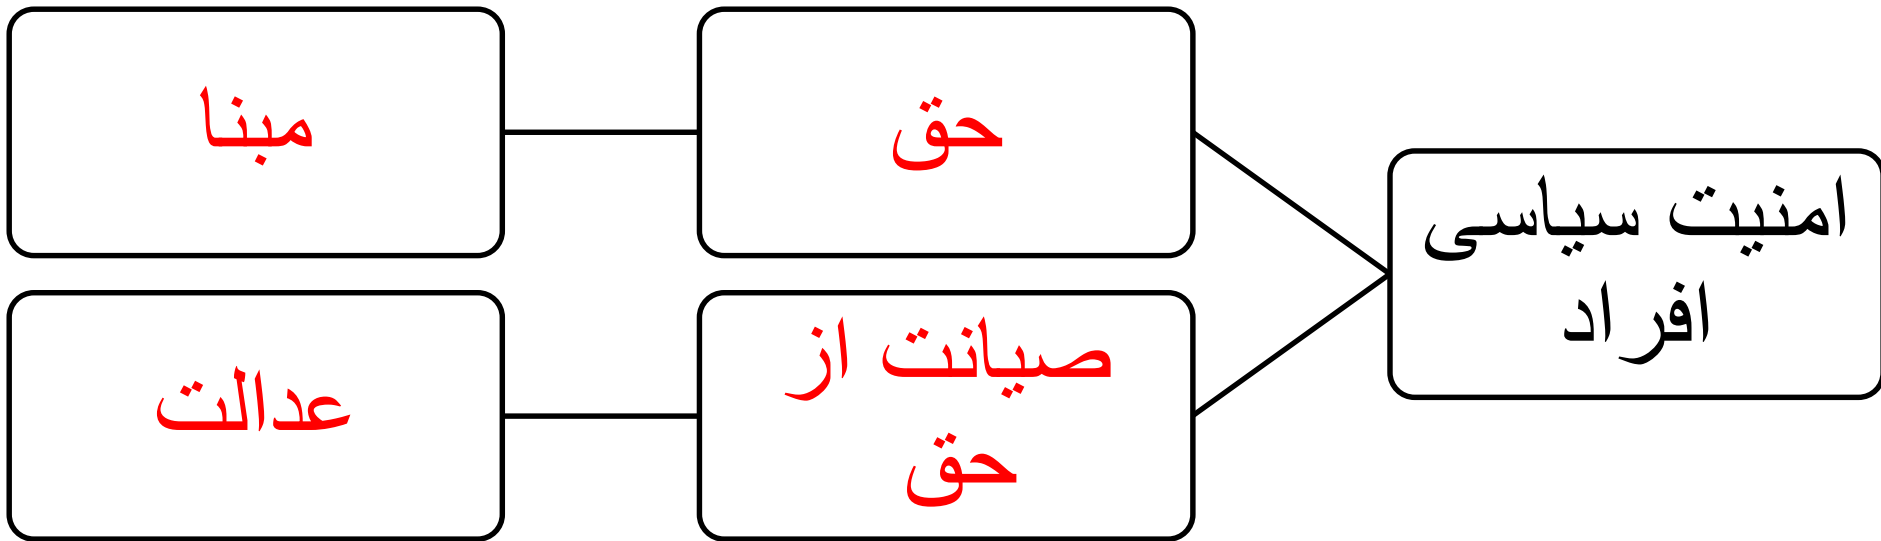 امنیت سیاسی
افراد
حق
مبنا
صیانت از
حق
عدالت